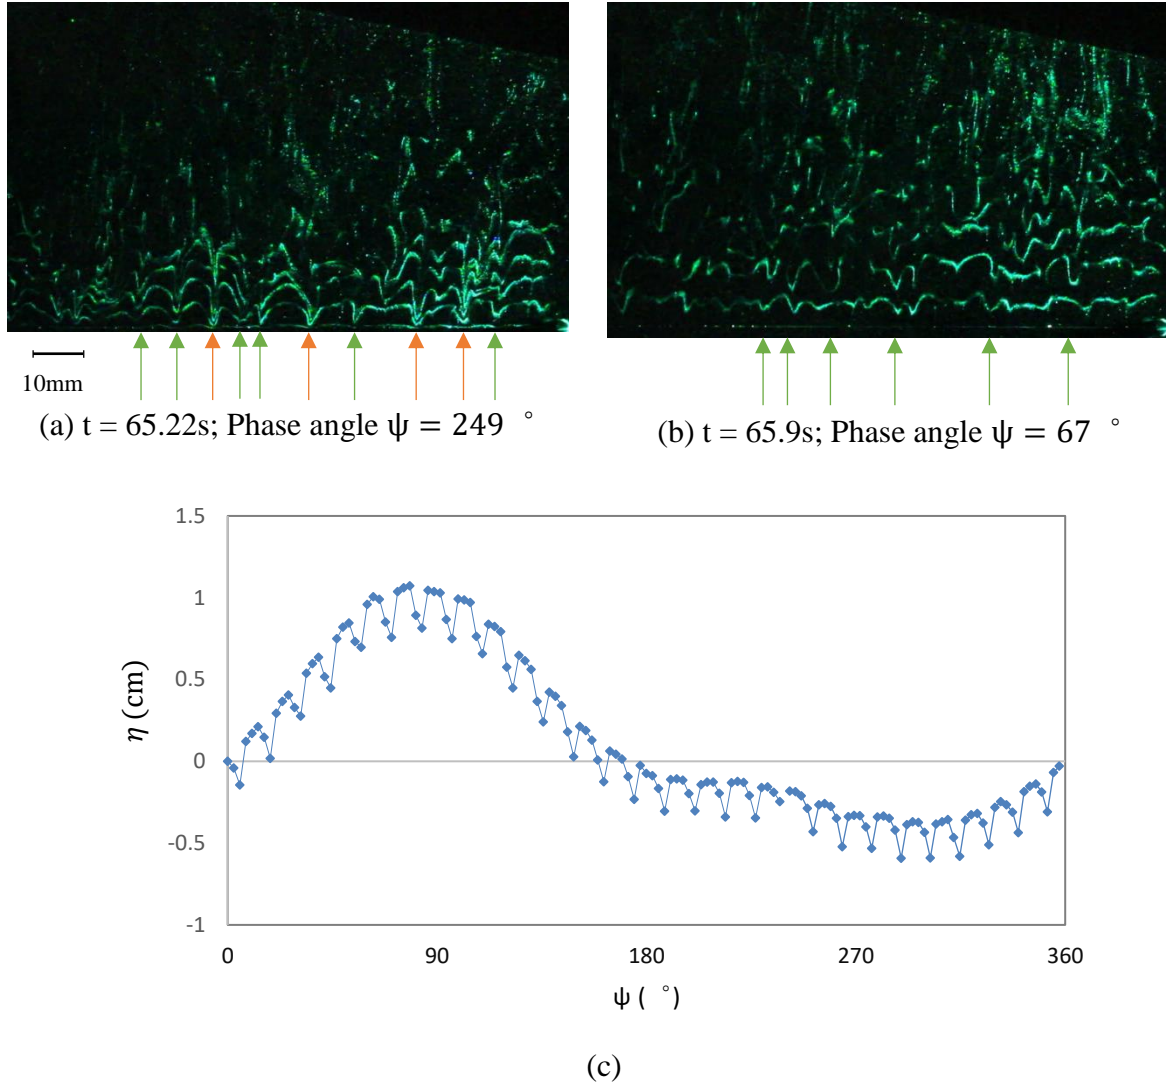 10mm
(a) t = 65.22s; Phase angle ψ = 249 °
(b) t = 65.9s; Phase angle ψ = 67 °
1.5
1
0.5
0
-0.5
-1
η (cm)
0 90 180 270 360
ψ ( °)
(c)